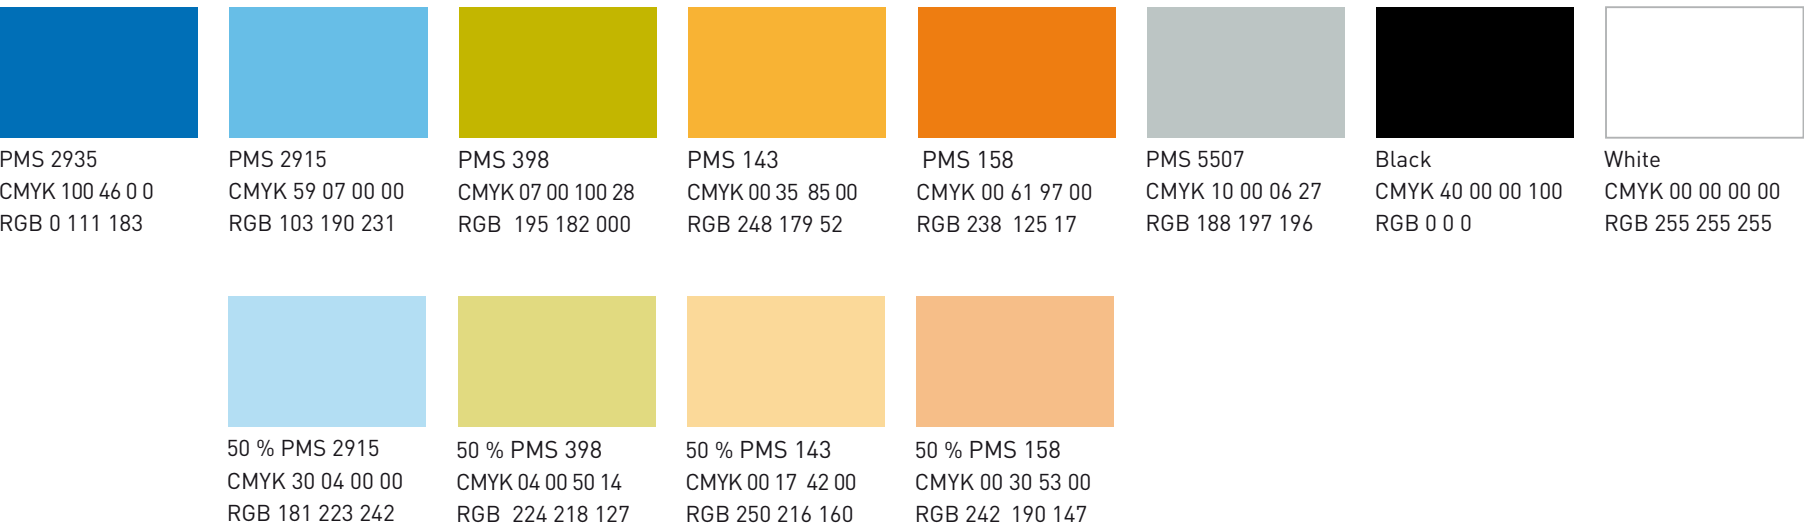 PMS 2935
CMYK 100 46 0 0
RGB 0 111 183
PMS 2915
CMYK 59 07 00 00
RGB 103 190 231
PMS 398
CMYK 07 00 100 28
RGB 195 182 000
PMS 143
CMYK 00 35 85 00
RGB 248 179 52
PMS 158
CMYK 00 61 97 00
RGB 238 125 17
PMS 5507
CMYK 10 00 06 27
RGB 188 197 196
Black
CMYK 40 00 00 100
RGB 0 0 0
White
CMYK 00 00 00 00
RGB 255 255 255
50 % PMS 2915
CMYK 30 04 00 00
RGB 181 223 242
50 % PMS 398
CMYK 04 00 50 14
RGB 224 218 127
50 % PMS 143
CMYK 00 17 42 00
RGB 250 216 160
50 % PMS 158
CMYK 00 30 53 00
RGB 242 190 147